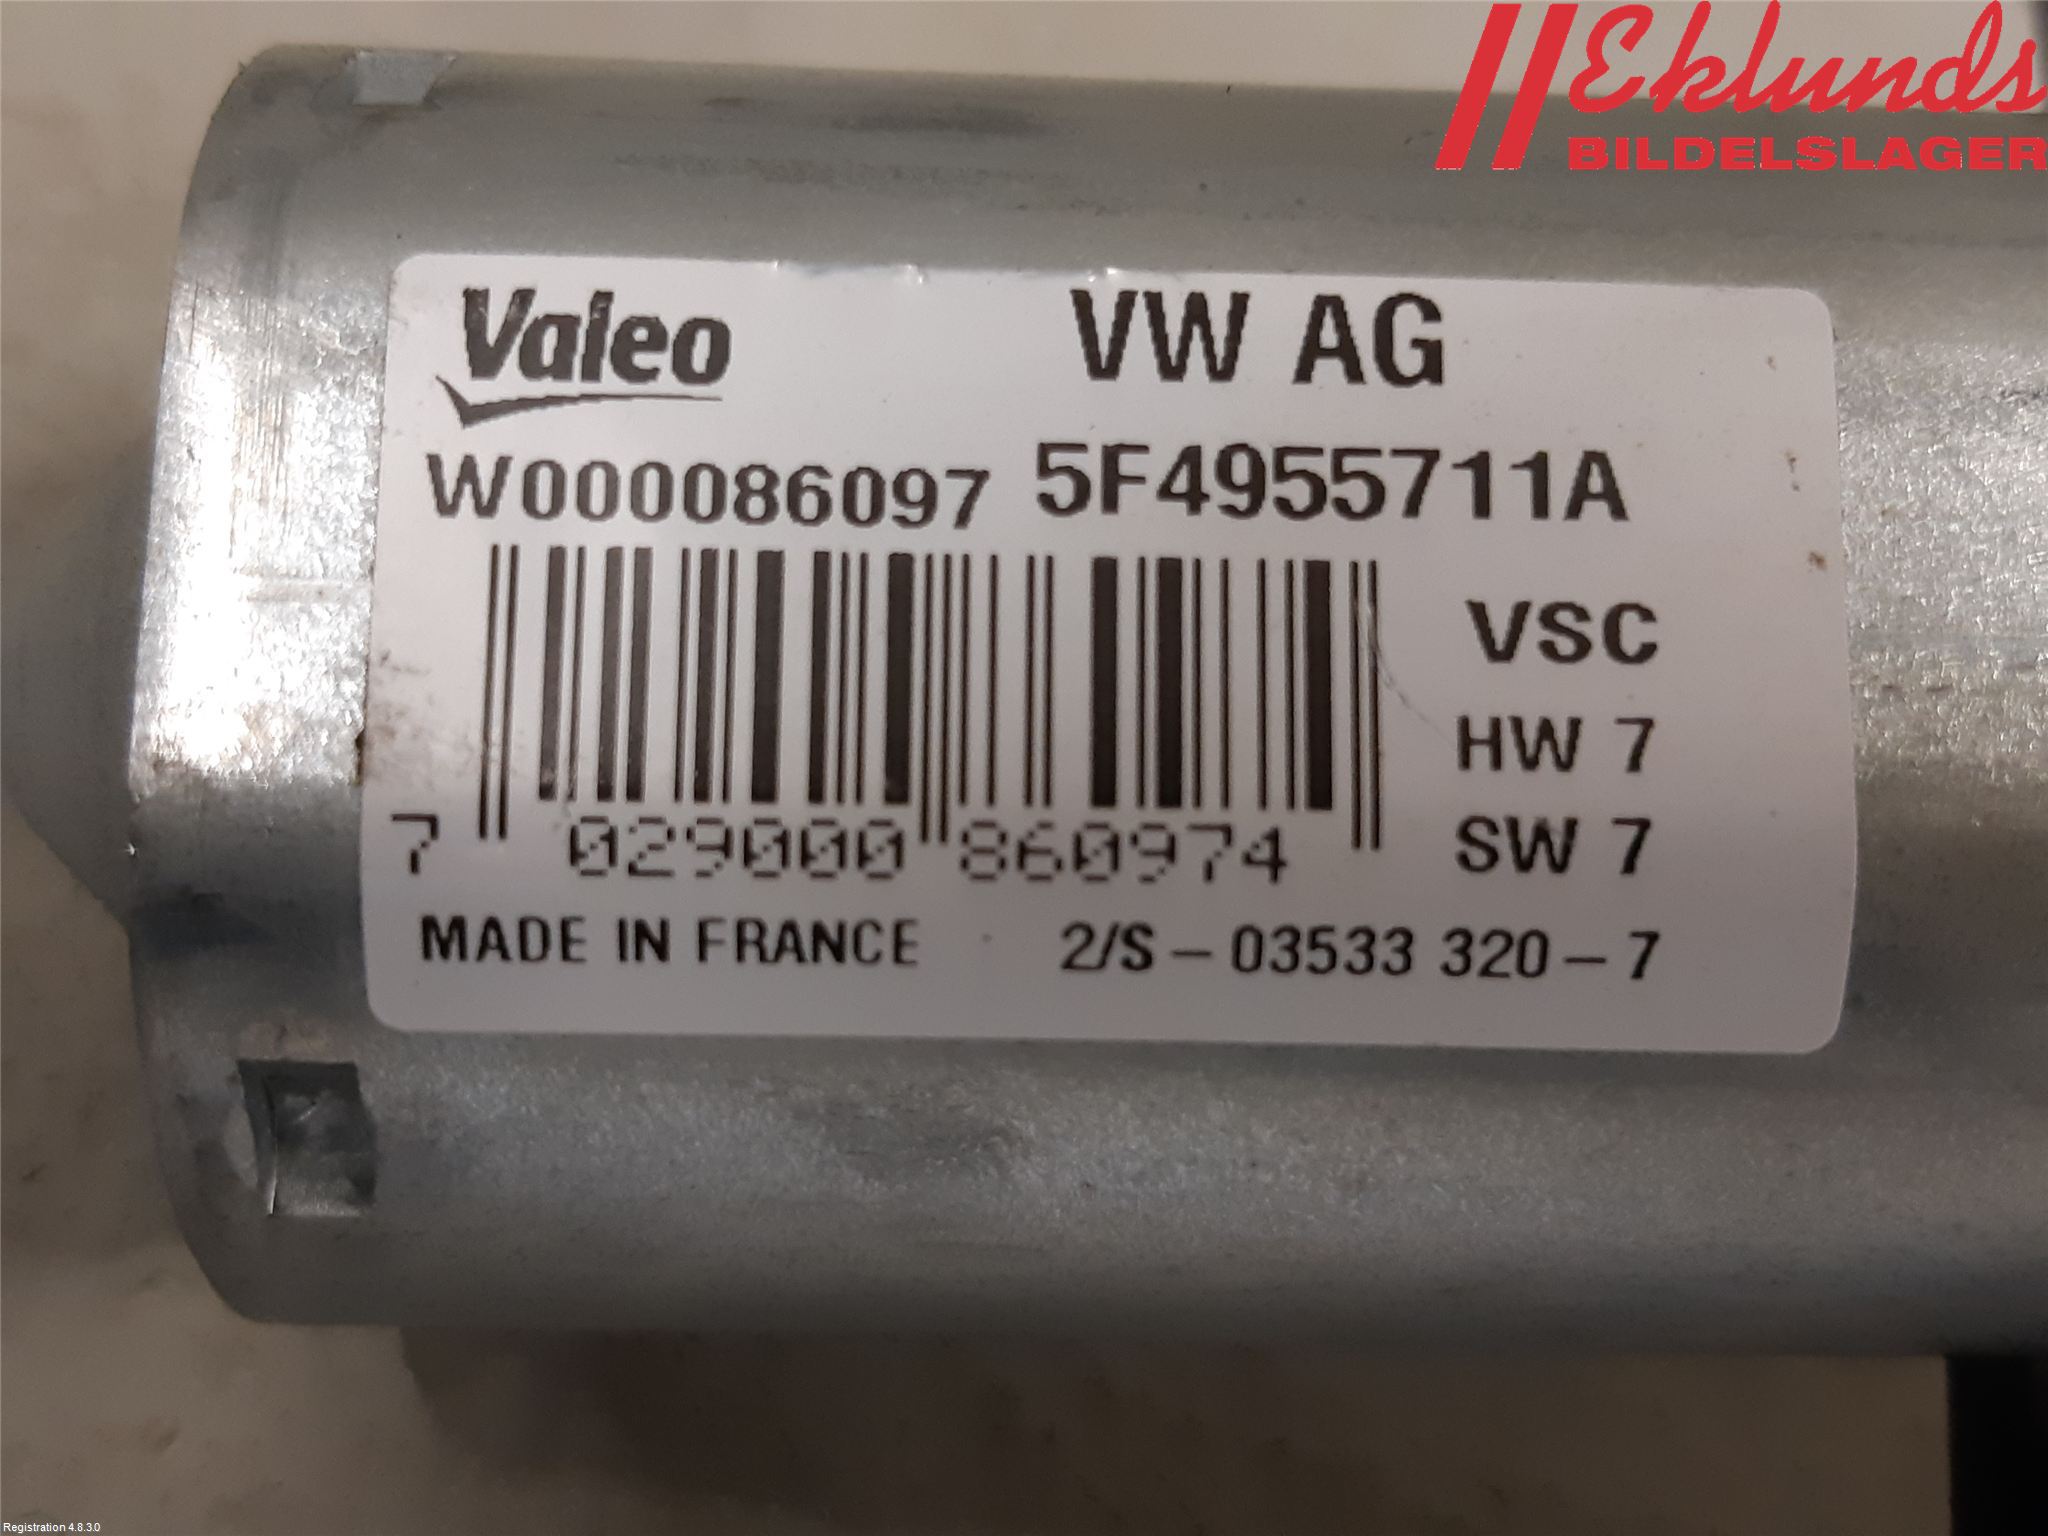 Eklunds
BILDELSLAGER
Valeo VW AG
W000086097 5F4955711A
VSC
HW 7
SW 7
7 029000 860974
MADE IN FRANCE 2/S - 03533 320 - 7
Registration 4.8.3.0